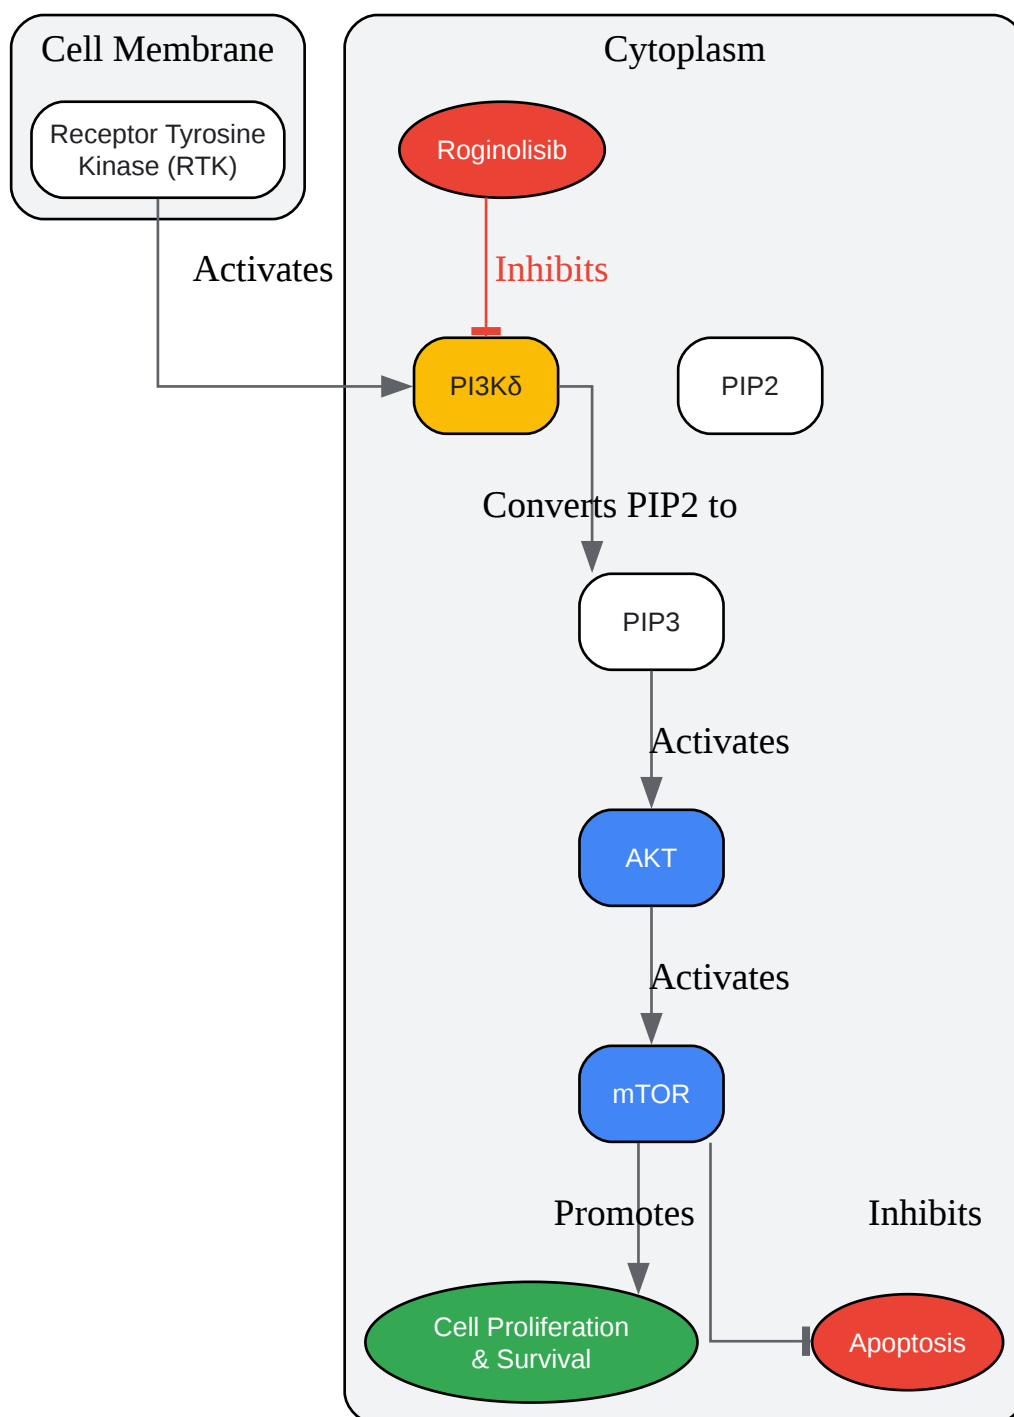 Cell Membrane
Cytoplasm
Receptor Tyrosine
Kinase (RTK)
Roginolisib
Activates
Inhibits
PI3Kδ
PIP2
Converts PIP2 to
PIP3
Activates
AKT
Activates
mTOR
Promotes
Inhibits
Cell Proliferation
& Survival
Apoptosis